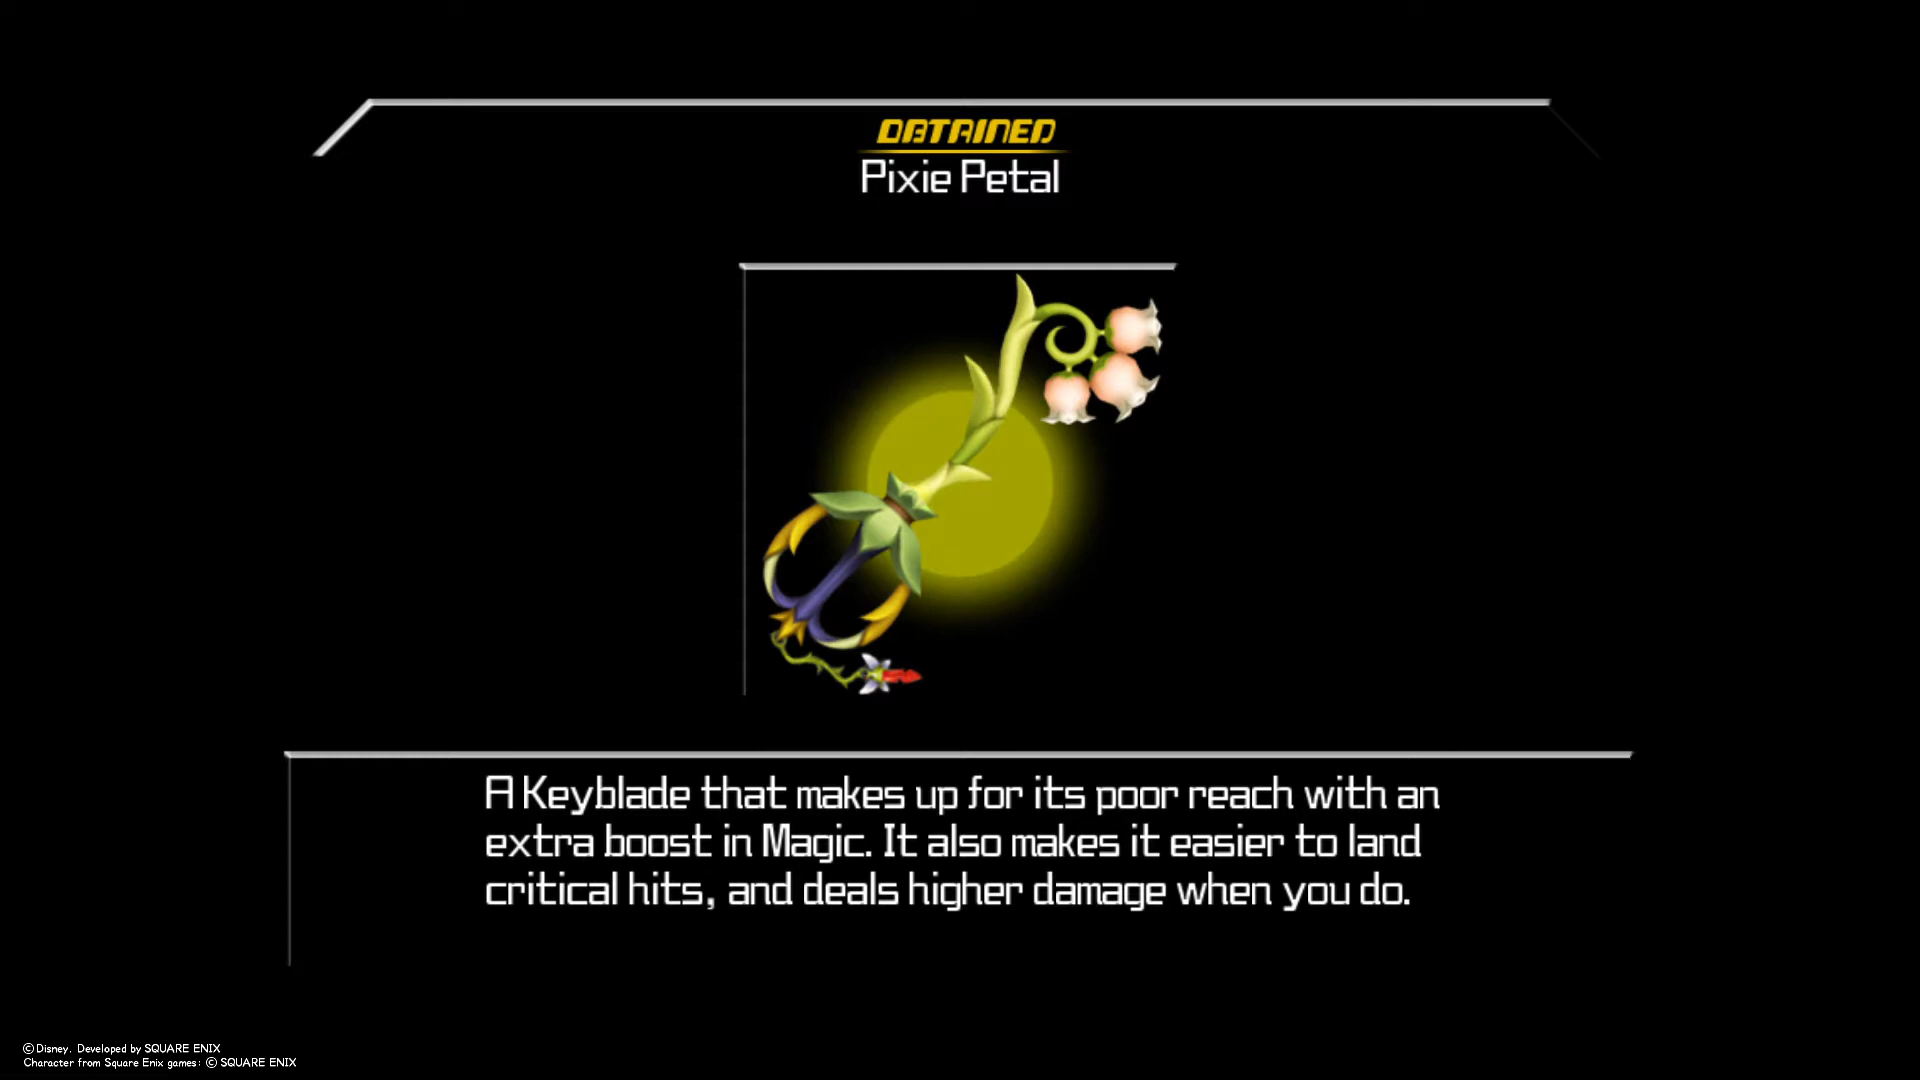 OBTAINED
Pixie Petal
A Keyblade that makes up for its poor reach with an
extra boost in Magic. It also makes it easier to land
critical hits, and deals higher damage when you do.
©Disney. Developed by SQUARE ENIX
Character from Square Enix games: © SQUARE ENIX